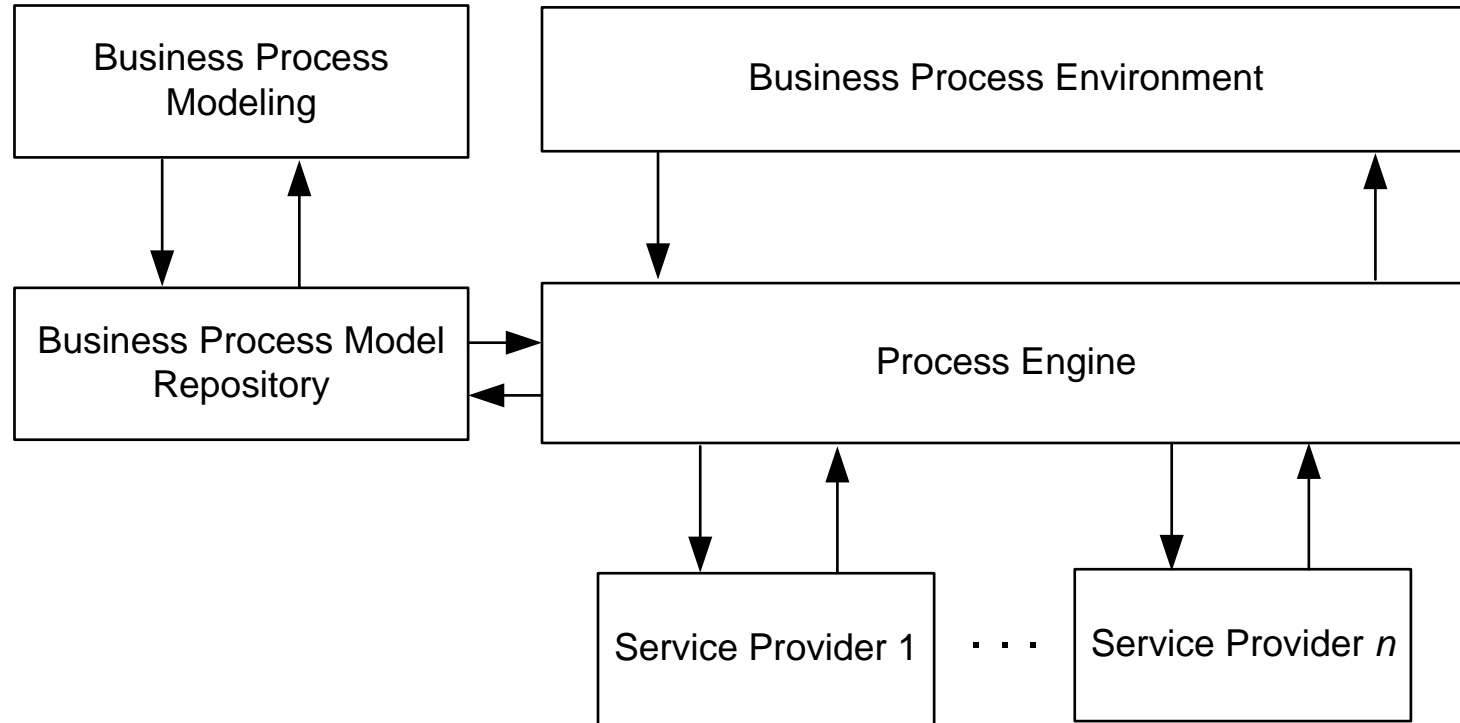 Business Process
Modeling
Business Process Environment
Business Process Model
Repository
Process Engine
Service Provider 1
. . .
Service Provider n